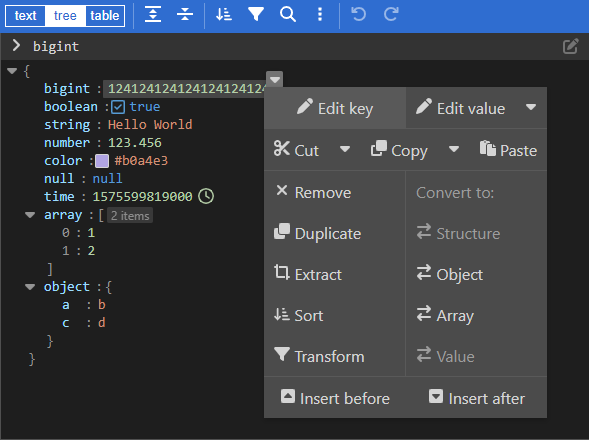 text tree table
bigint
{
bigint : 124124124124124124124
boolean : true
string : Hello World
number : 123.456
color : #b0a4e3
null : null
time : 1575599819000
array : [ 2 items
0 : 1
1 : 2
]
object : {
a : b
c : d
}
}
Edit key Edit value
Cut Copy Paste
Remove Convert to:
Duplicate Structure
Extract Object
Sort Array
Transform Value
Insert before Insert after